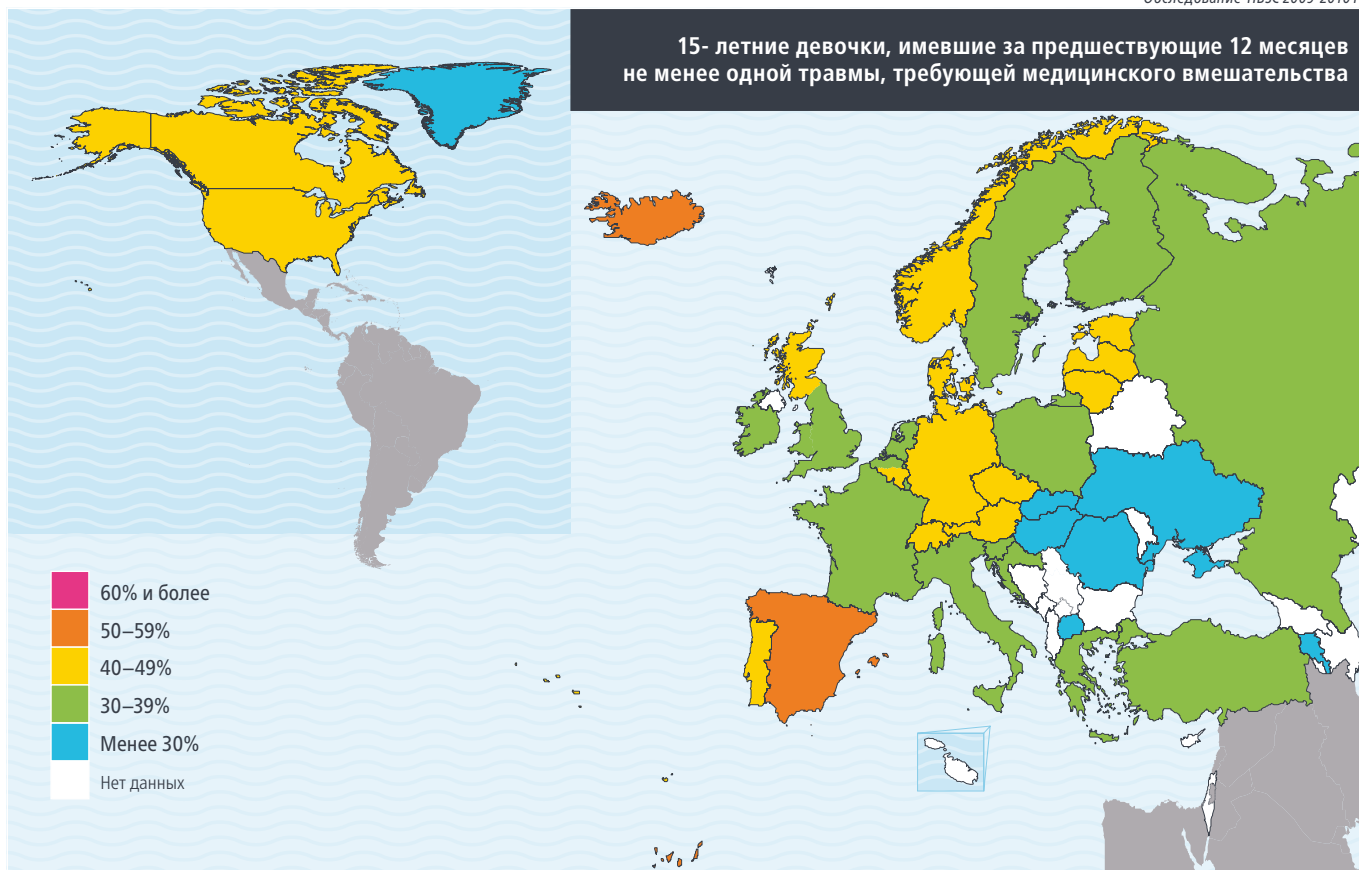 15- летние девочки, имевшие за предшествующие 12 месяцев
не менее одной травмы, требующей медицинского вмешательства
60% и более
50–59%
40–49%
30–39%
Менее 30%
Нет данных